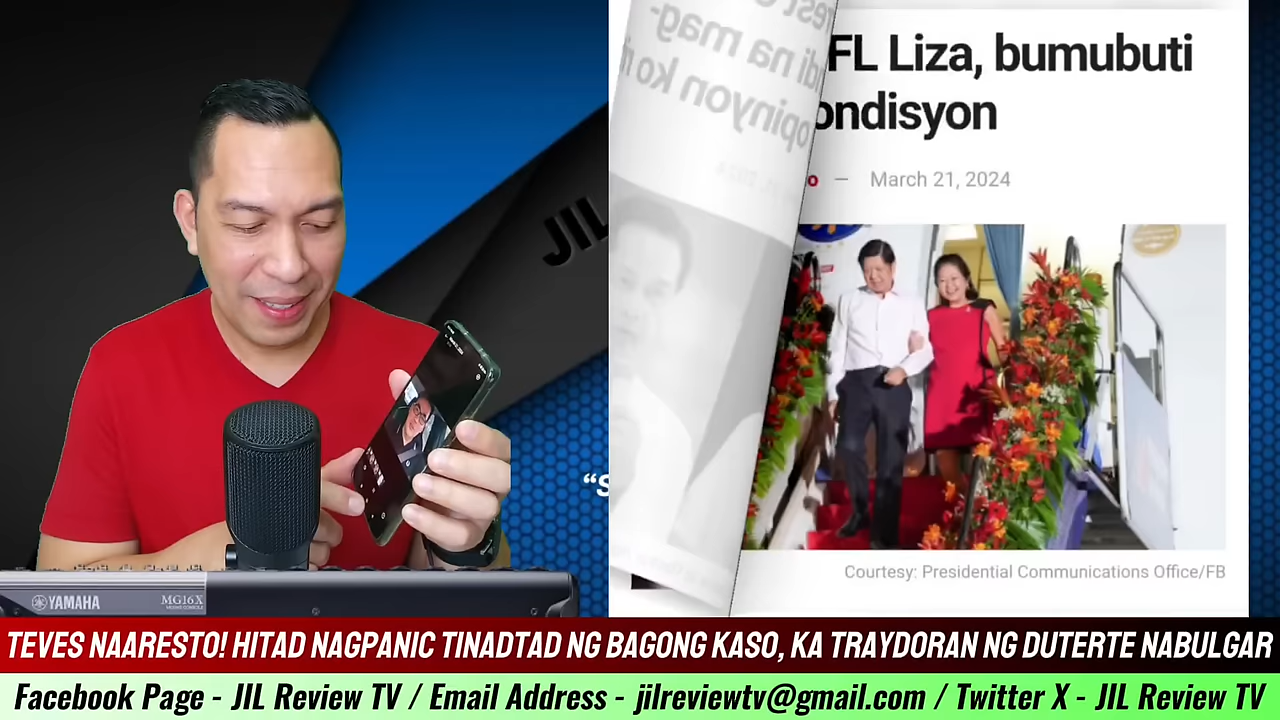 FL Liza, bumubuti
ondisyon
o — March 21, 2024
JIL
“S
Courtesy: Presidential Communications Office/FB
YAMAHA
MG16X
TEVES NAARESTO! HITAD NAGPANIC TINADTAD NG BAGONG KASO, KA TRAYDORAN NG DUTERTE NABULGAR
Facebook Page - JIL Review TV / Email Address - jilreviewtv@gmail.com / Twitter X - JIL Review TV